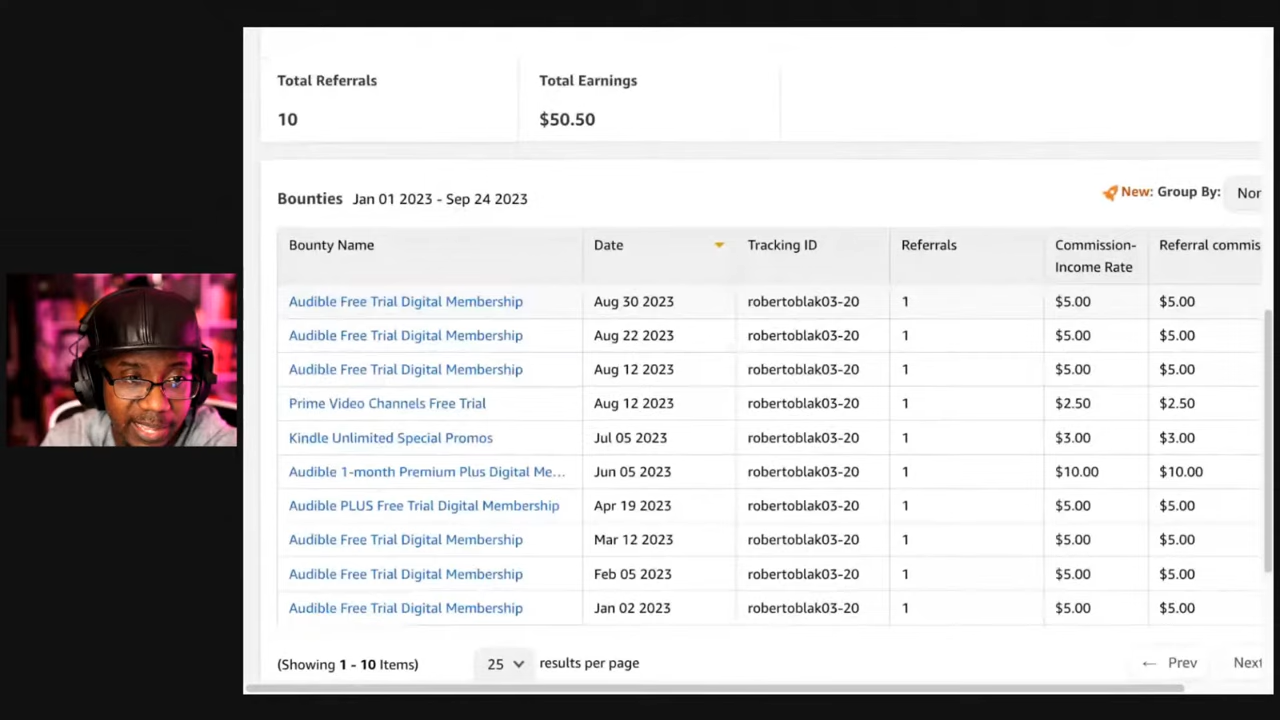 Total Referrals Total Earnings
10 $50.50
Bounties Jan 01 2023 - Sep 24 2023 New: Group By: Nor
Bounty Name Date Tracking ID Referrals Commission-Income Rate Referral commis
Audible Free Trial Digital Membership Aug 30 2023 robertoblak03-20 1 $5.00 $5.00
Audible Free Trial Digital Membership Aug 22 2023 robertoblak03-20 1 $5.00 $5.00
Audible Free Trial Digital Membership Aug 12 2023 robertoblak03-20 1 $5.00 $5.00
Prime Video Channels Free Trial Aug 12 2023 robertoblak03-20 1 $2.50 $2.50
Kindle Unlimited Special Promos Jul 05 2023 robertoblak03-20 1 $3.00 $3.00
Audible 1-month Premium Plus Digital Me... Jun 05 2023 robertoblak03-20 1 $10.00 $10.00
Audible PLUS Free Trial Digital Membership Apr 19 2023 robertoblak03-20 1 $5.00 $5.00
Audible Free Trial Digital Membership Mar 12 2023 robertoblak03-20 1 $5.00 $5.00
Audible Free Trial Digital Membership Feb 05 2023 robertoblak03-20 1 $5.00 $5.00
Audible Free Trial Digital Membership Jan 02 2023 robertoblak03-20 1 $5.00 $5.00
(Showing 1 - 10 Items) 25 results per page ← Prev Next